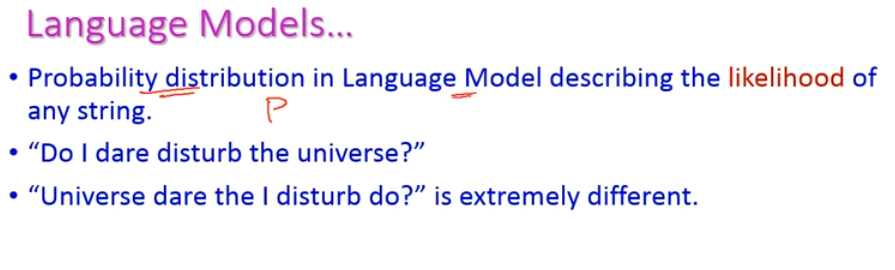 Language Models...
• Probability distribution in Language Model describing the likelihood of
any string.
P
• “Do I dare disturb the universe?”
• “Universe dare the I disturb do?” is extremely different.